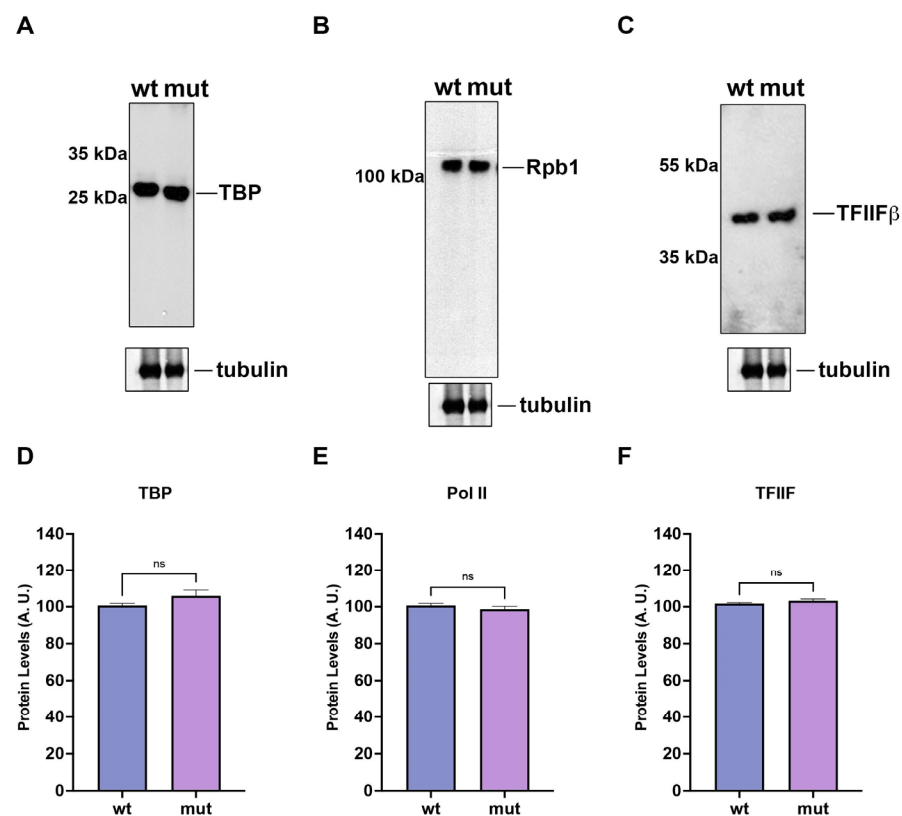 A
B
C
wt mut
wt mut
wt mut
35 kDa
25 kDa
TBP
100 kDa
Rpb1
55 kDa
35 kDa
TFIIFβ
tubulin
tubulin
tubulin
D
E
F
TBP
Pol II
TFIIF
Protein Levels (A. U.)
140
120
100
80
60
40
20
0
ns
wt
mut
Protein Levels (A. U.)
140
120
100
80
60
40
20
0
ns
wt
mut
Protein Levels (A. U.)
140
120
100
80
60
40
20
0
ns
wt
mut